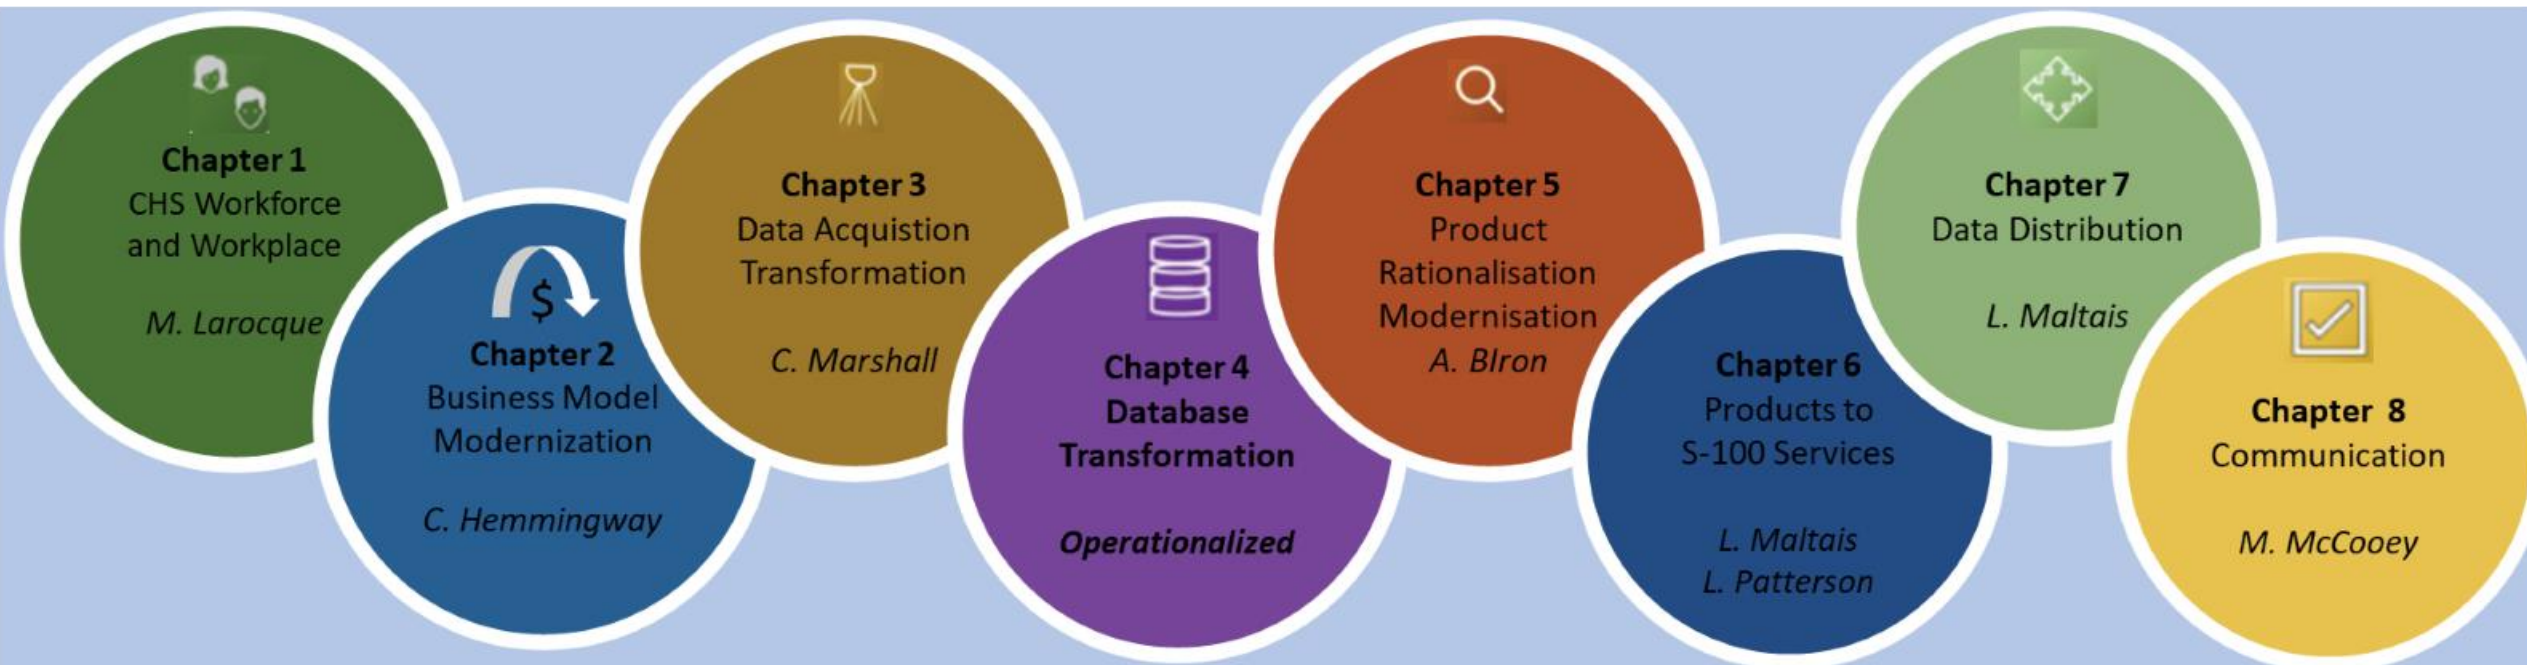 Chapter 1
CHS Workforce
and Workplace
M. Larocque
$
Chapter 2
Business Model
Modernization
C. Hemmingway
Chapter 3
Data Acquistion
Transformation
C. Marshall
Chapter 4
Database
Transformation
Operationalized
Chapter 5
Product
Rationalisation
Modernisation
A. BIron
Chapter 6
Products to
S-100 Services
L. Maltais
L. Patterson
Chapter 7
Data Distribution
L. Maltais
Chapter 8
Communication
M. McCooey